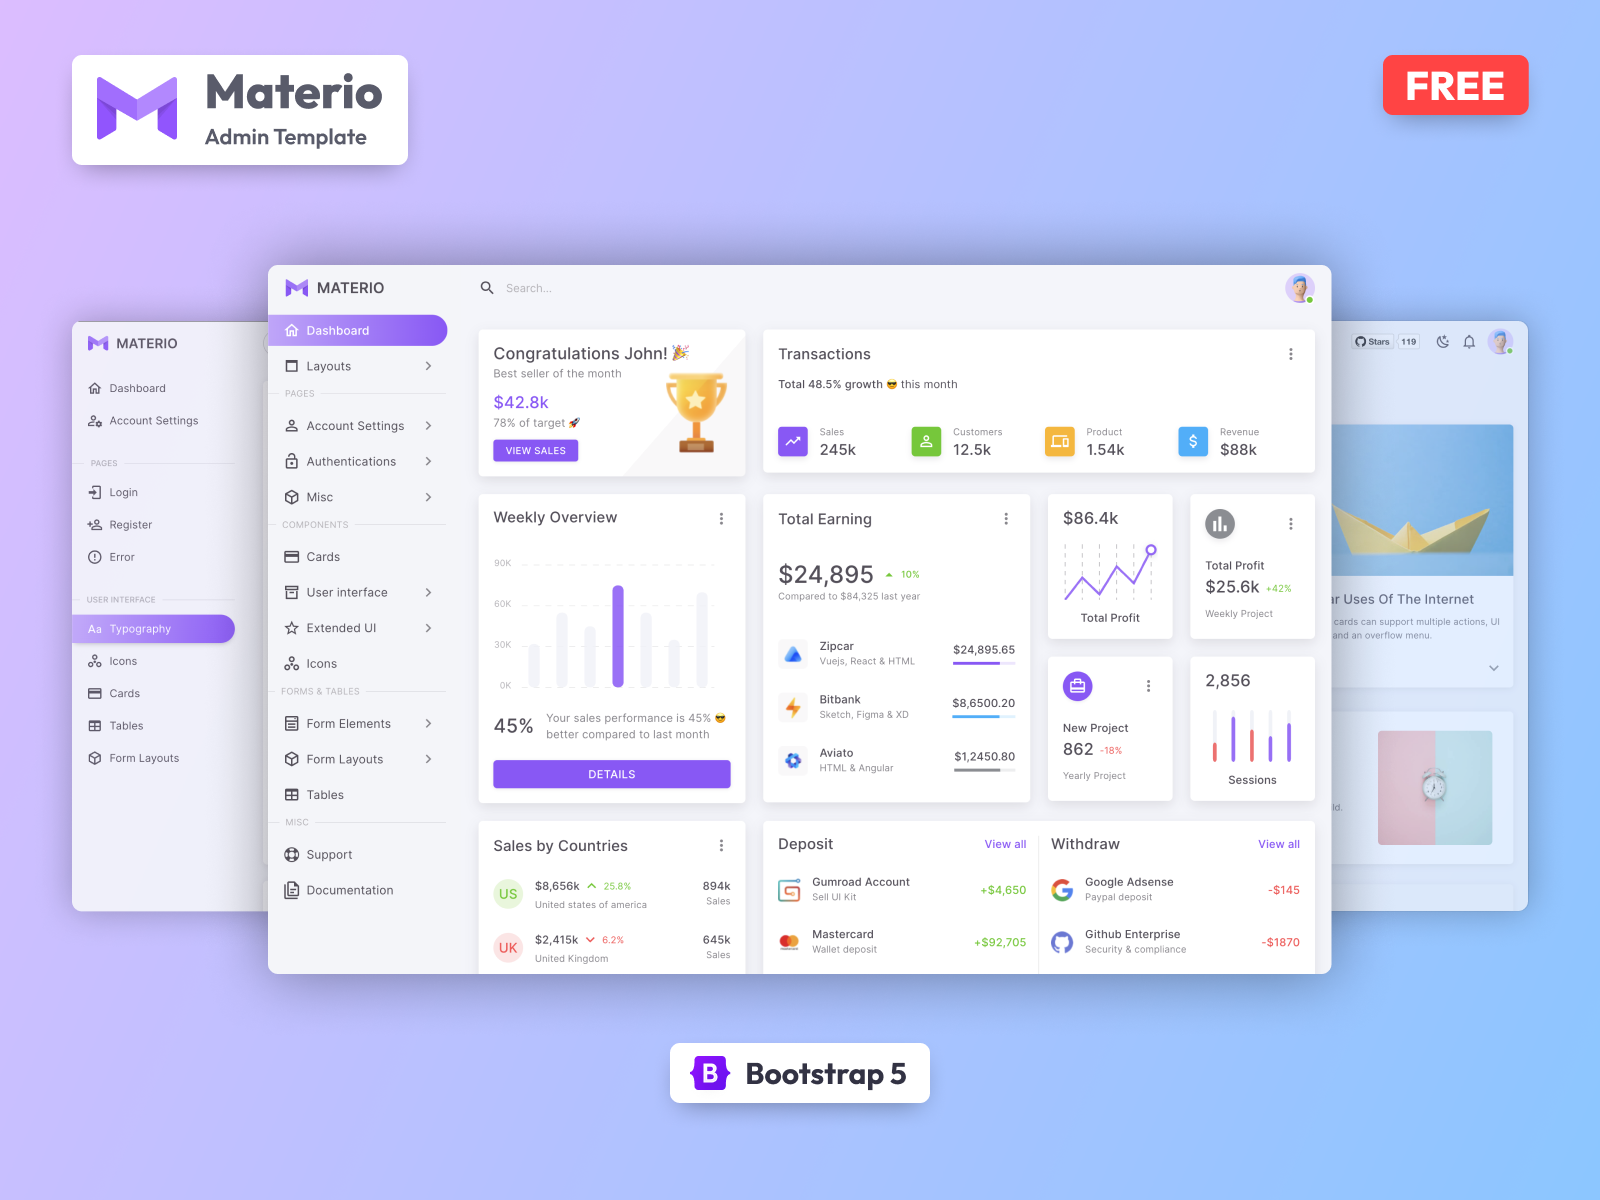 Materio
Admin Template
FREE
MATERIO
Dashboard
Account Settings
PAGES
Login
Register
Error
USER INTERFACE
Aa Typography
Icons
Cards
Tables
Form Layouts
MATERIO
Dashboard
Layouts
PAGES
Account Settings
Authentications
Misc
COMPONENTS
Cards
User interface
Extended UI
Icons
FORMS & TABLES
Form Elements
Form Layouts
Tables
MISC
Support
Documentation
Search...
Congratulations John! 🎉
Best seller of the month
$42.8k
78% of target 🚀
VIEW SALES
Transactions
Total 48.5% growth 😎 this month
Sales
245k
Customers
12.5k
Product
1.54k
Revenue
$88k
Weekly Overview
90K
60K
30K
0K
45%
Your sales performance is 45% 😎
better compared to last month
DETAILS
Total Earning
$24,895
10%
Compared to $84,325 last year
Zipcar
Vuejs, React & HTML
$24,895.65
Bitbank
Sketch, Figma & XD
$8,6500.20
Aviato
HTML & Angular
$1,2450.80
$86.4k
Total Profit
Total Profit
$25.6k +42%
Weekly Project
New Project
862 -18%
Yearly Project
2,856
Sessions
Sales by Countries
US
$8,656k
25.8%
United states of america
894k
Sales
UK
$2,415k
6.2%
United Kingdom
645k
Sales
Deposit
View all
Gumroad Account
Sell UI Kit
+$4,650
Mastercard
Wallet deposit
+$92,705
Withdraw
View all
Google Adsense
Paypal deposit
-$145
Github Enterprise
Security & compliance
-$1870
Stars
119
ar Uses Of The Internet
cards can support multiple actions, UI
and an overflow menu.
ld.
B Bootstrap 5